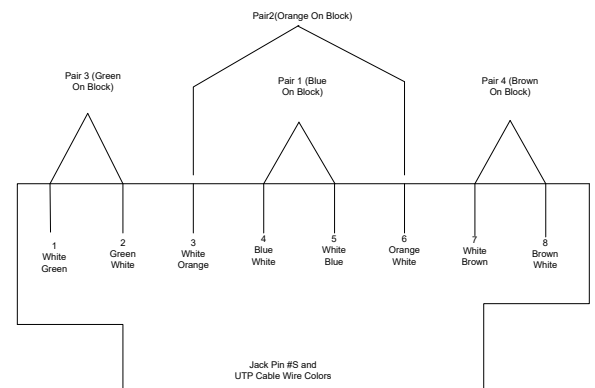 Pair2(Orange On Block)
Pair 3 (Green
On Block)
Pair 1 (Blue
On Block)
Pair 4 (Brown
On Block)
1
White
Green
2
Green
White
3
White
Orange
4
Blue
White
5
White
Blue
6
Orange
White
7
White
Brown
8
Brown
White
Jack Pin #S and
UTP Cable Wire Colors